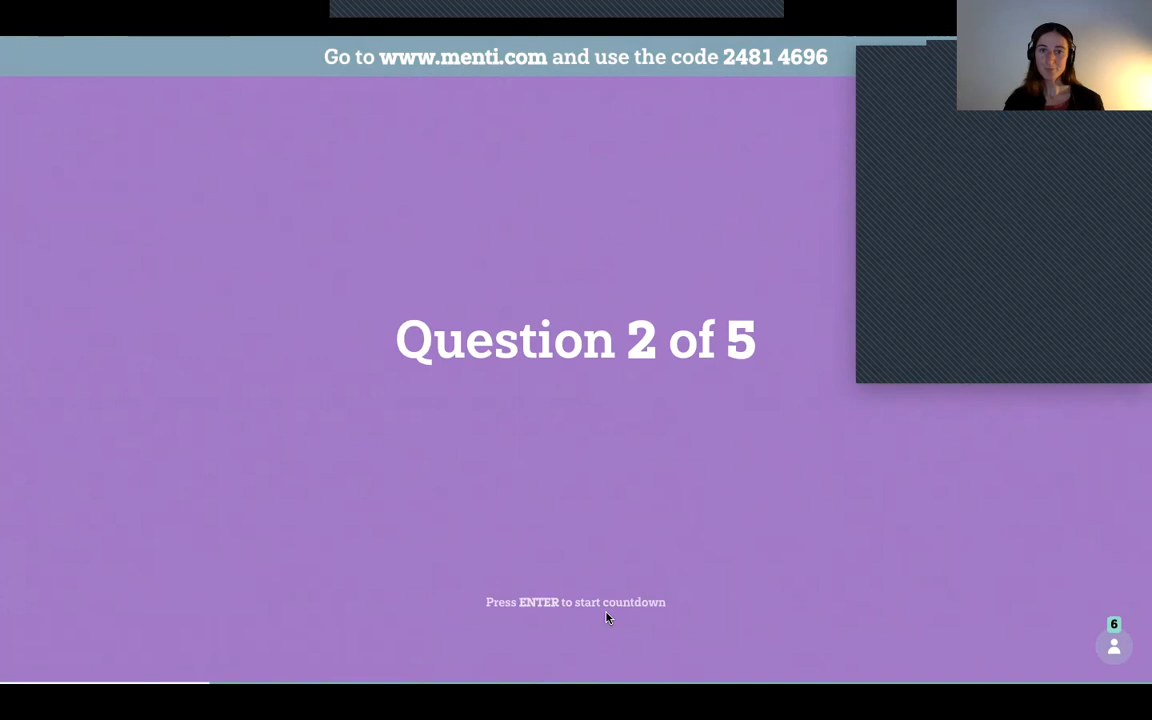 Go to www.menti.com and use the code 2481 4696
Question 2 of 5
Press ENTER to start countdown
6